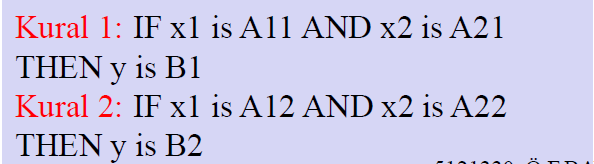 Kural 1: IF x1 is A11 AND x2 is A21
THEN y is B1
Kural 2: IF x1 is A12 AND x2 is A22
THEN y is B2